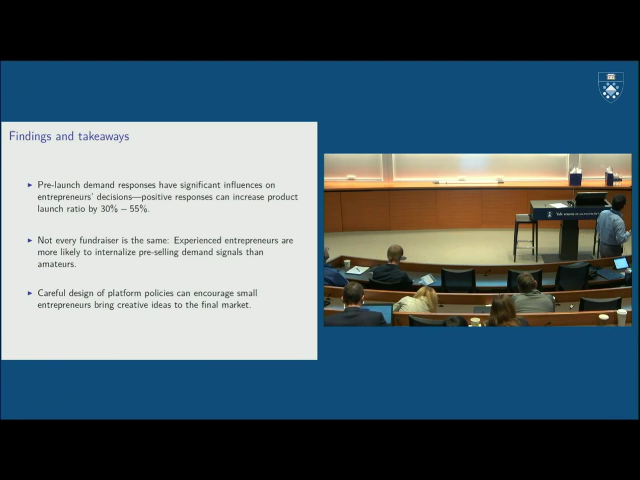 Findings and takeaways
▶ Pre-launch demand responses have significant influences on
entrepreneurs' decisions—positive responses can increase product
launch ratio by 30% – 55%.
▶ Not every fundraiser is the same: Experienced entrepreneurs are
more likely to internalize pre-selling demand signals than
amateurs.
▶ Careful design of platform policies can encourage small
entrepreneurs bring creative ideas to the final market.
Yale